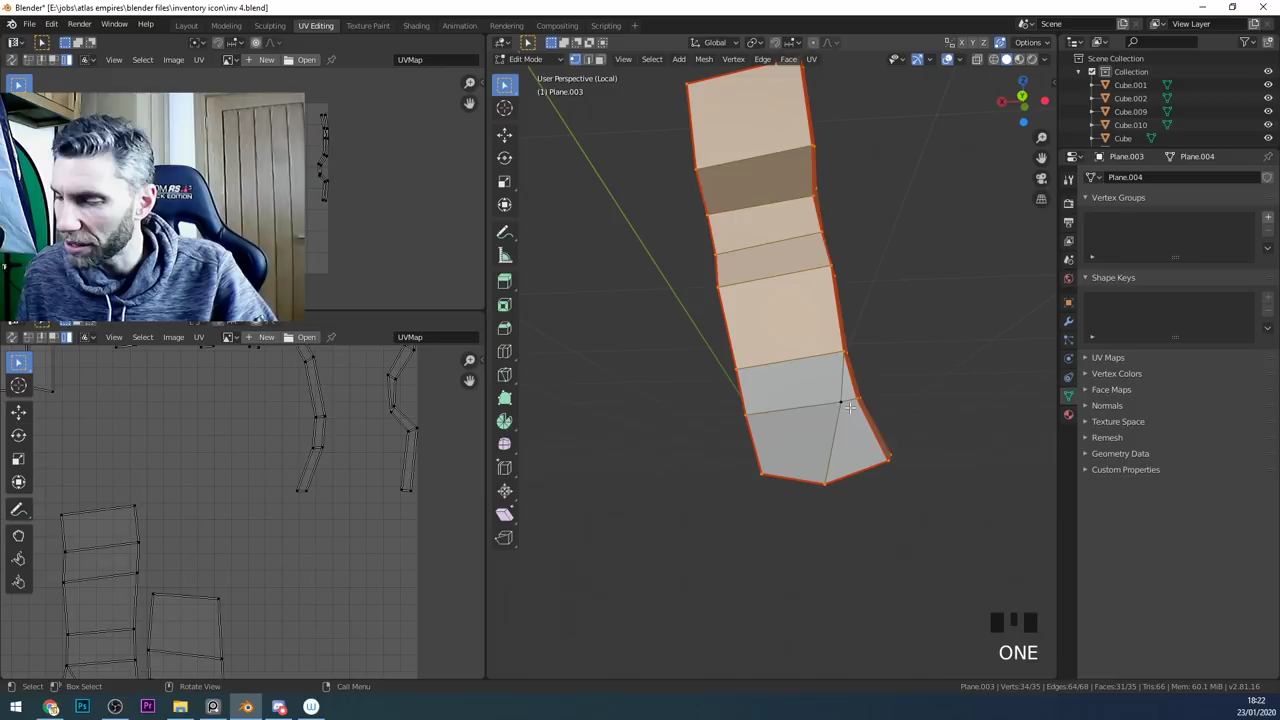 Blender* [E:\jobs\atlas empires\blender files\inventory icon\inv 4.blend]
File Edit Render Window Help
Layout Modeling Sculpting UV Editing Texture Paint Shading Animation Rendering Compositing Scripting
Scene
View Layer
View Select Image UV New Open UVMap
Global
Options
X Y Z
Edit Mode View Select Add Mesh Vertex Edge Face UV
User Perspective (Local)
(1) Plane.003
Scene Collection
Collection
Cube.001
Cube.002
Cube.009
Cube.010
Cube
Plane.003 Plane.004
Plane.004
Vertex Groups
Shape Keys
UV Maps
Vertex Colors
Face Maps
Normals
Texture Space
Remesh
Geometry Data
Custom Properties
View Select Image UV New Open UVMap
ONE
Select Box Select Rotate View Call Menu
Plane.003 | Verts:34/35 | Edges:64/68 | Faces:31/35 | Tris:66 | Mem: 60.1 MiB | v2.81.16
18:22
23/01/2020